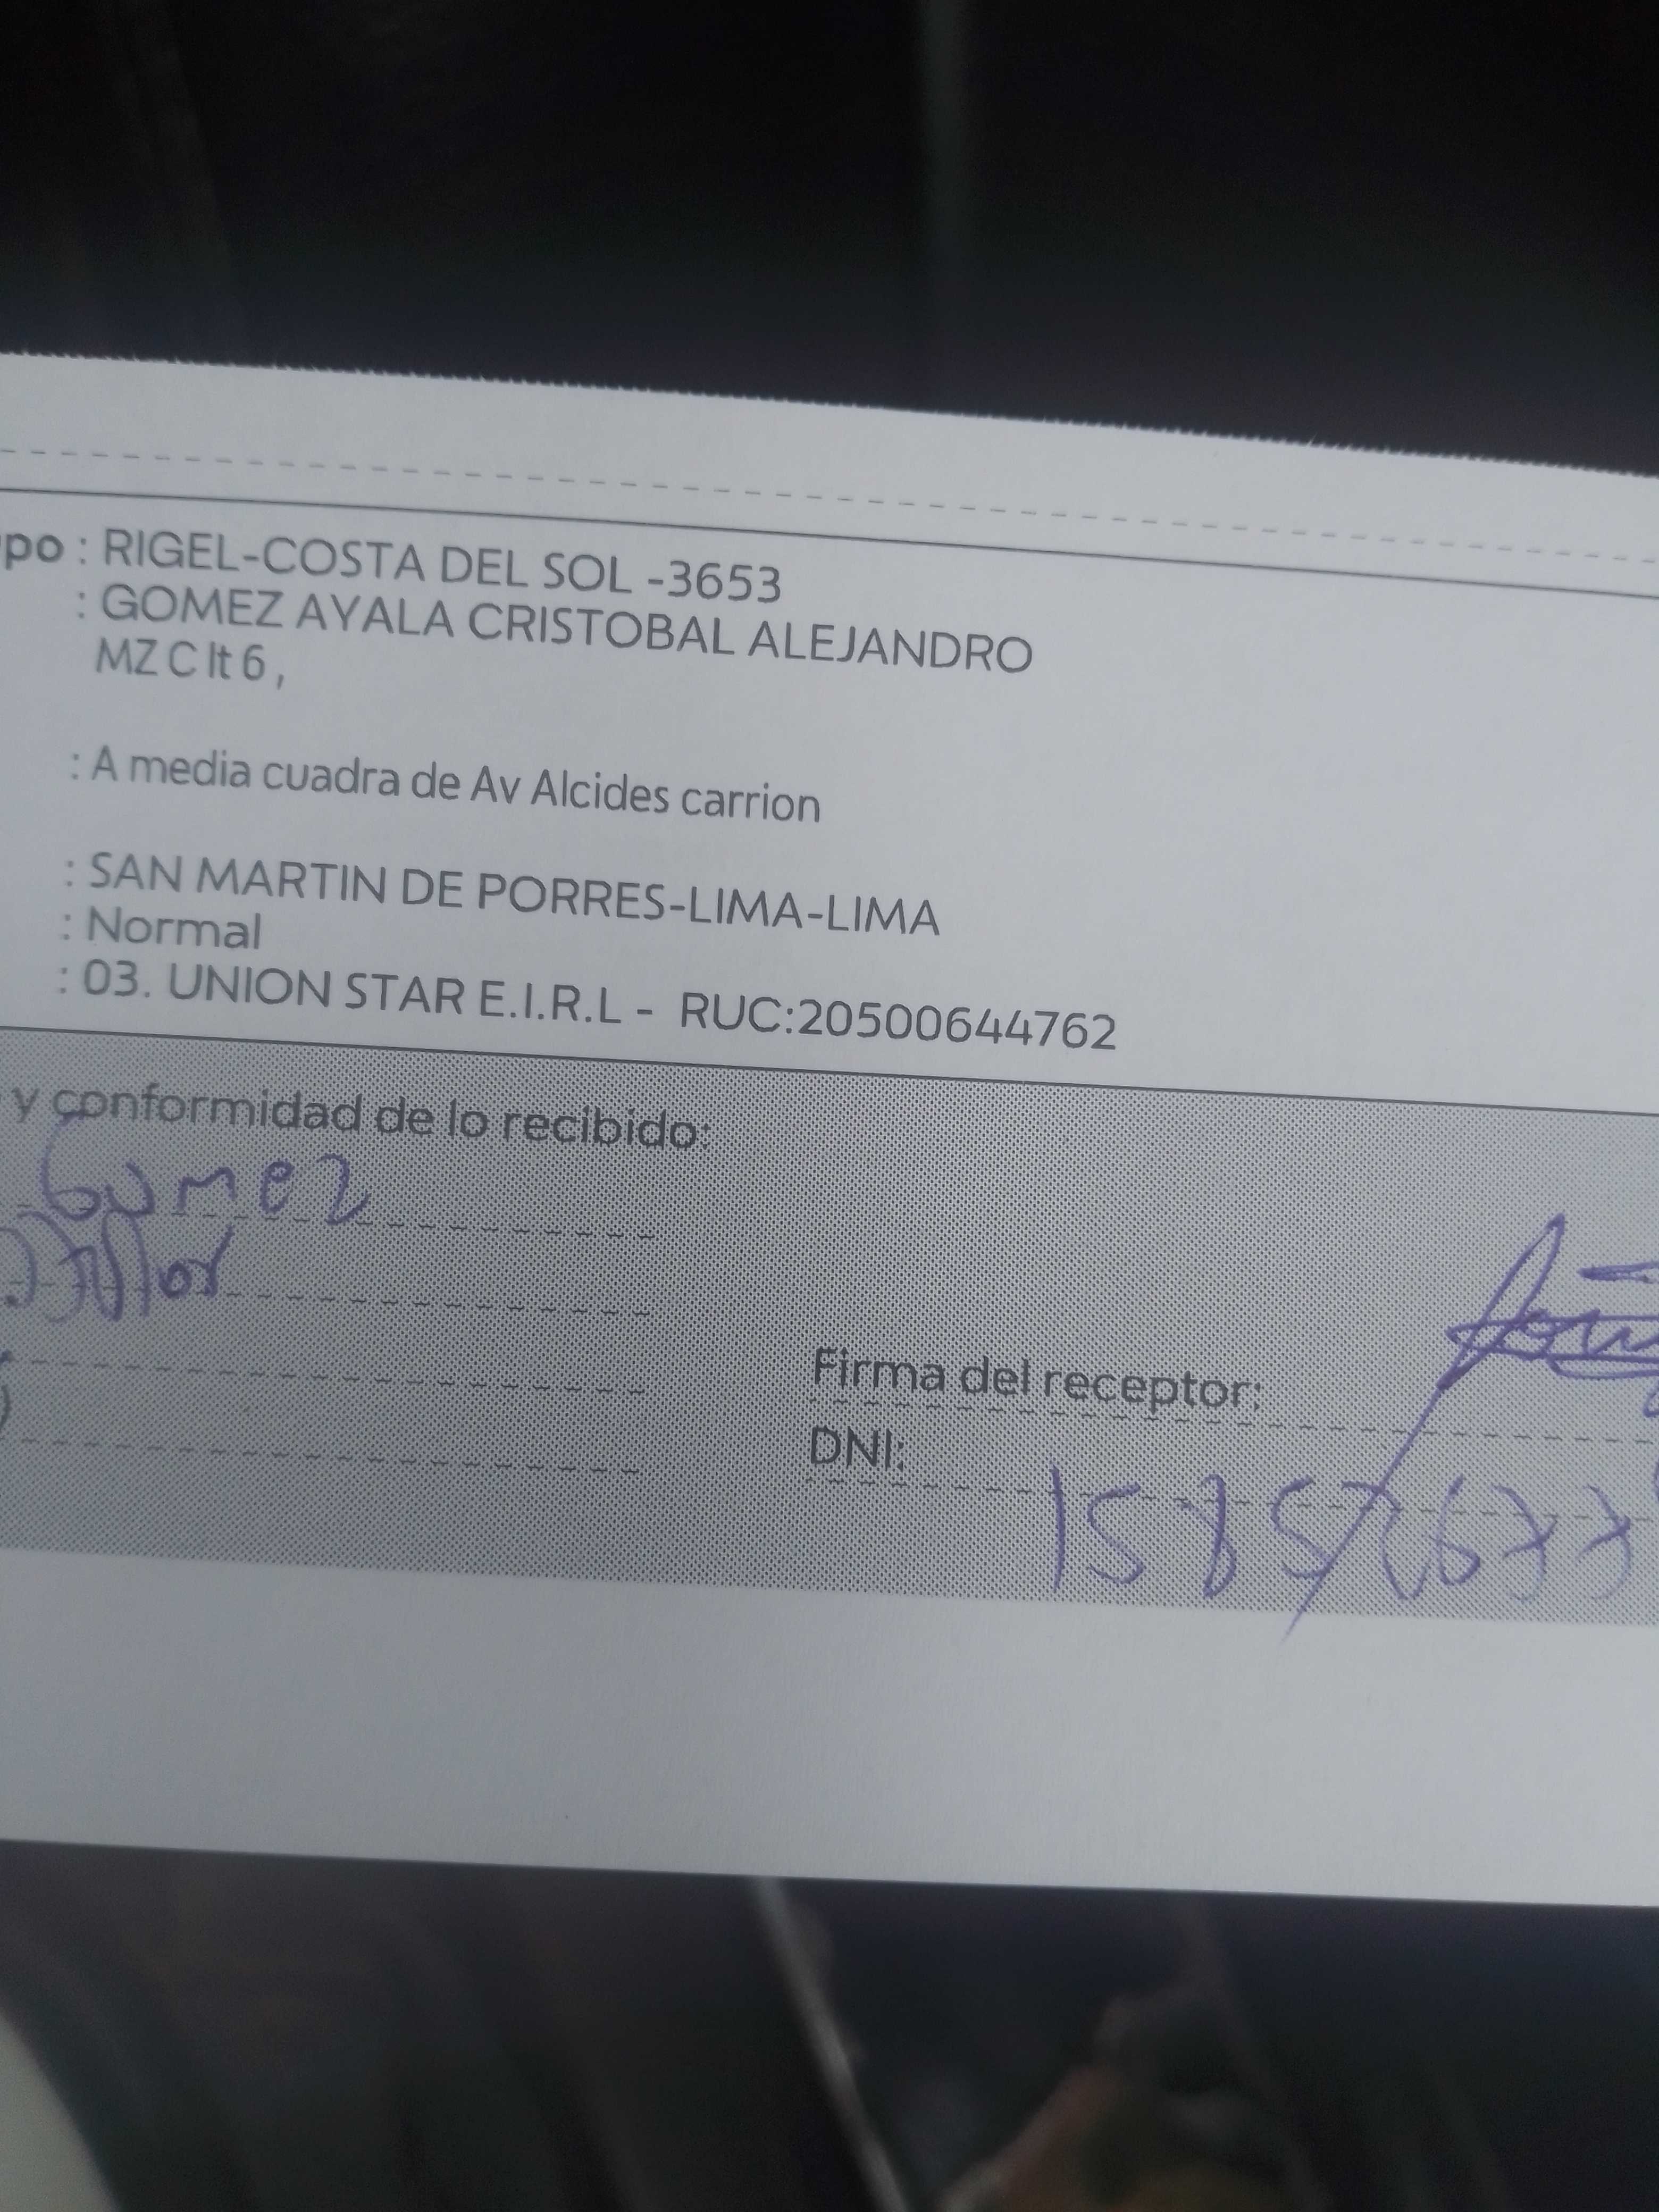 po : RIGEL-COSTA DEL SOL -3653
: GOMEZ AYALA CRISTOBAL ALEJANDRO
MZ C lt 6 ,
: A media cuadra de Av Alcides carrion
: SAN MARTIN DE PORRES-LIMA-LIMA
: Normal
: 03. UNION STAR E.I.R.L - RUC:20500644762
y conformidad de lo recibido:
Gomez
Firma del receptor:
DNI: